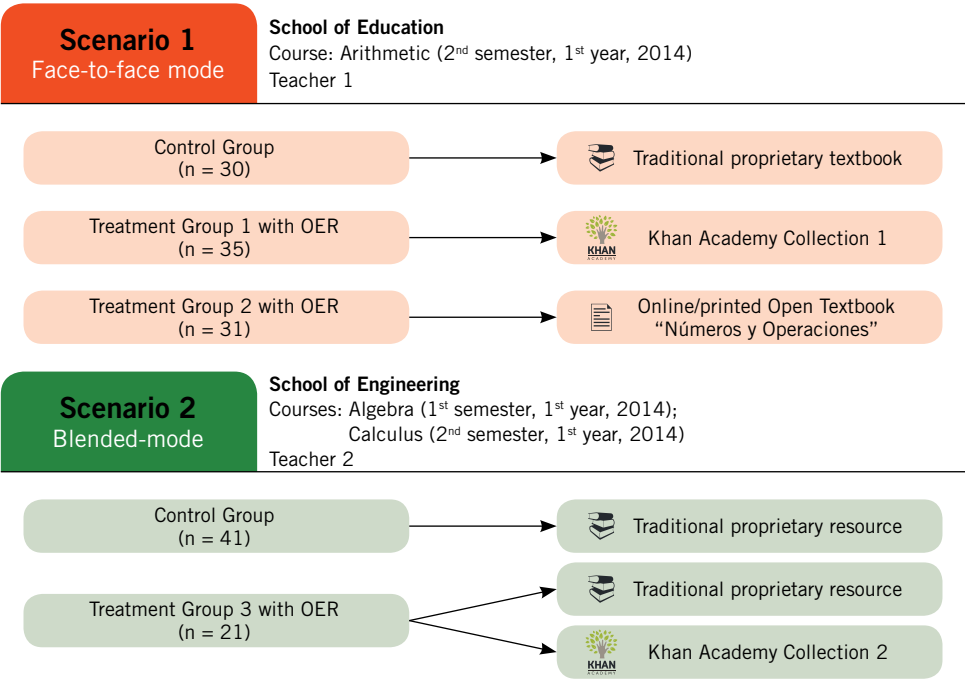 Scenario 1
Face-to-face mode
School of Education
Course: Arithmetic (2nd semester, 1st year, 2014)
Teacher 1
Control Group
(n = 30)
Traditional proprietary textbook
Treatment Group 1 with OER
(n = 35)
KHAN
ACADEMY
Khan Academy Collection 1
Treatment Group 2 with OER
(n = 31)
Online/printed Open Textbook
“Números y Operaciones”
Scenario 2
Blended-mode
School of Engineering
Courses: Algebra (1st semester, 1st year, 2014);
Calculus (2nd semester, 1st year, 2014)
Teacher 2
Control Group
(n = 41)
Traditional proprietary resource
Treatment Group 3 with OER
(n = 21)
Traditional proprietary resource
KHAN
ACADEMY
Khan Academy Collection 2